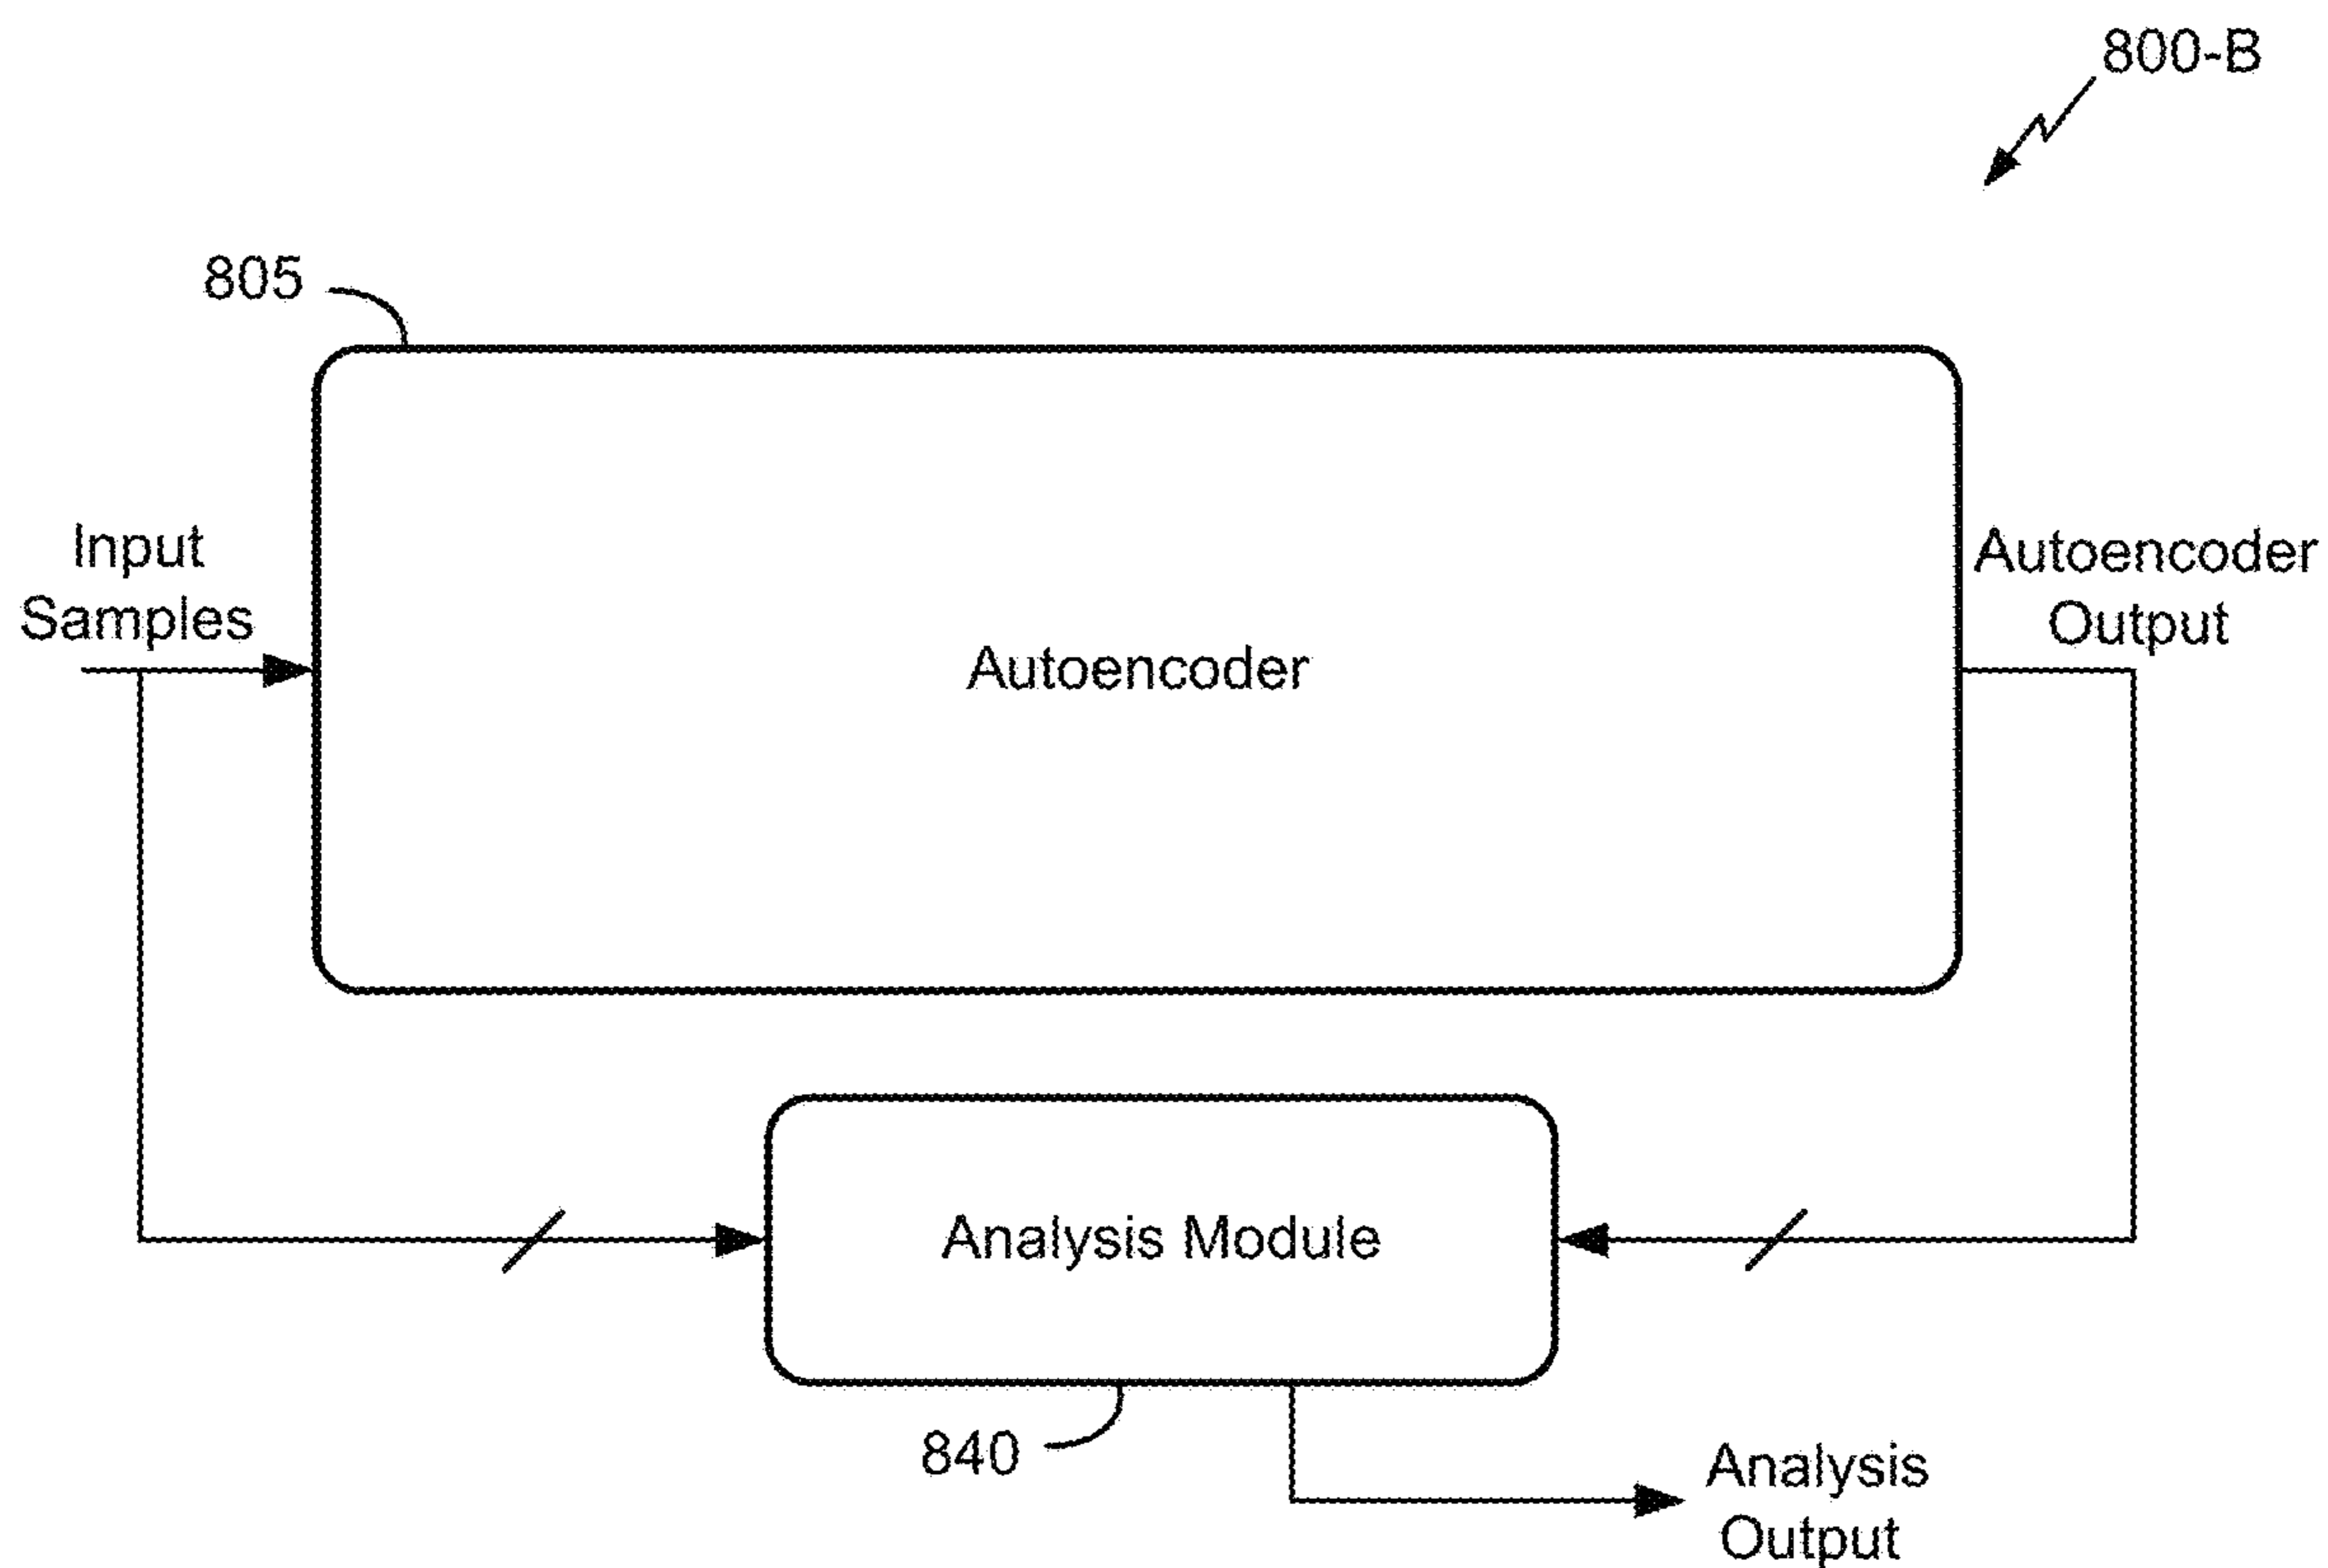 800-B
805
Input
Samples
Autoencoder
Autoencoder
Output
Analysis Module
840
Analysis
Output